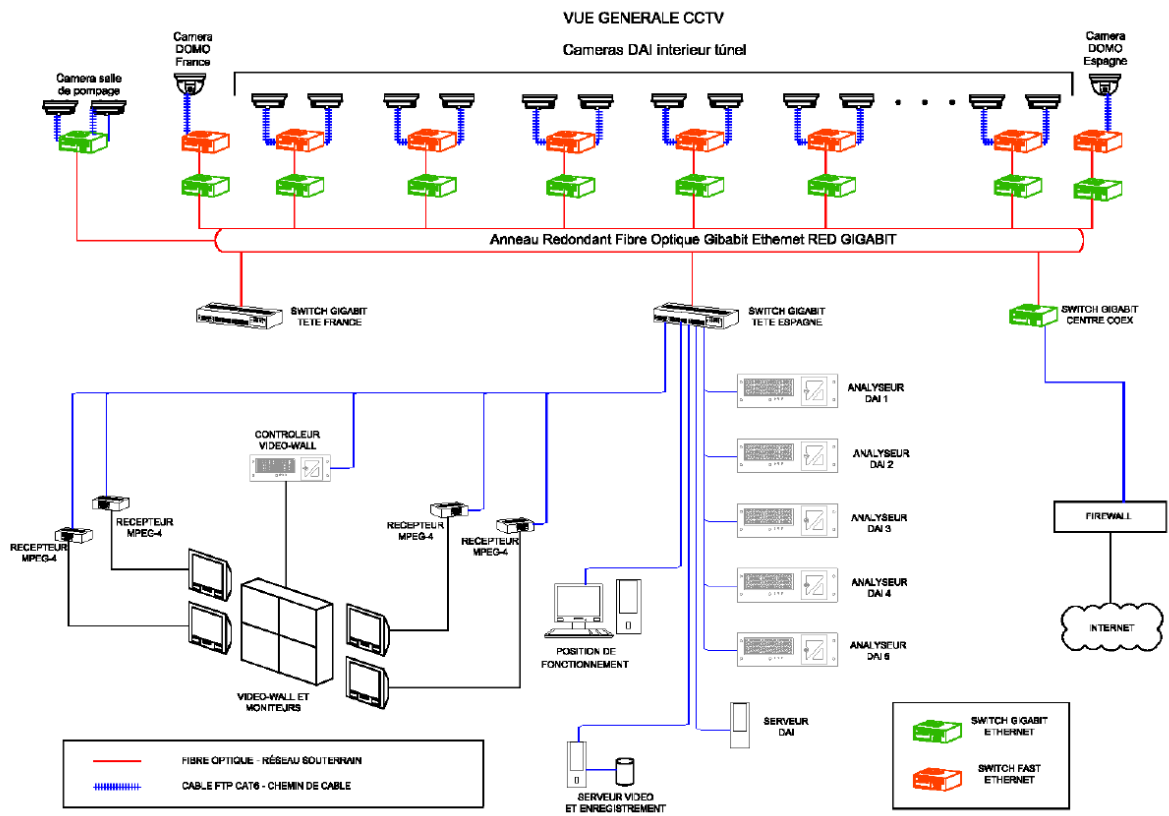 VUE GENERALE CCTV
Cameras DAI interieur túnel
Camera
DOMO
France
Camera
DOMO
Espagne
Camera salle
de pompage
Anneau Redondant Fibre Optique Gibabit Ethernet RED GIGABIT
SWITCH GIGABIT
TETE FRANCE
SWITCH GIGABIT
TETE ESPAGNE
SWITCH GIGABIT
CENTRE COEX
ANALYSEUR
DAI 1
CONTROLEUR
VIDEO-WALL
ANALYSEUR
DAI 2
RECEPTEUR
MPEG-4
RECEPTEUR
MPEG-4
RECEPTEUR
MPEG-4
RECEPTEUR
MPEG-4
ANALYSEUR
DAI 3
FIREWALL
ANALYSEUR
DAI 4
INTERNET
POSITION DE
FONCTIONNEMENT
ANALYSEUR
DAI 5
VIDEO-WALL ET
MONITEURS
SERVEUR
DAI
SERVEUR VIDEO
ET ENREGISTREMENT
FIBRE OPTIQUE - RÉSEAU SOUTERRAIN
CABLE FTP CAT6 - CHEMIN DE CABLE
SWITCH GIGABIT
ETHERNET
SWITCH FAST
ETHERNET